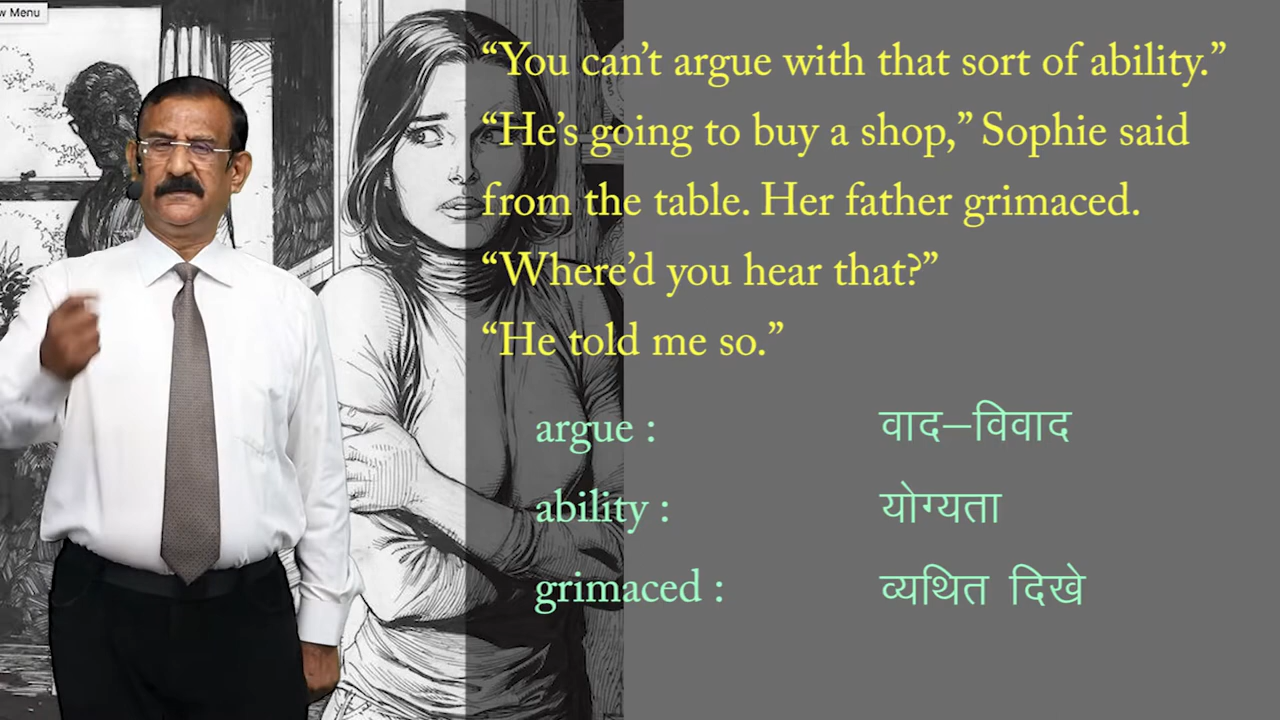 w Menu
“You can’t argue with that sort of ability.”
“He’s going to buy a shop,” Sophie said
from the table. Her father grimaced.
“Where’d you hear that?”
“He told me so.”
argue : वाद–विवाद
ability : योग्यता
grimaced : व्यथित दिखे